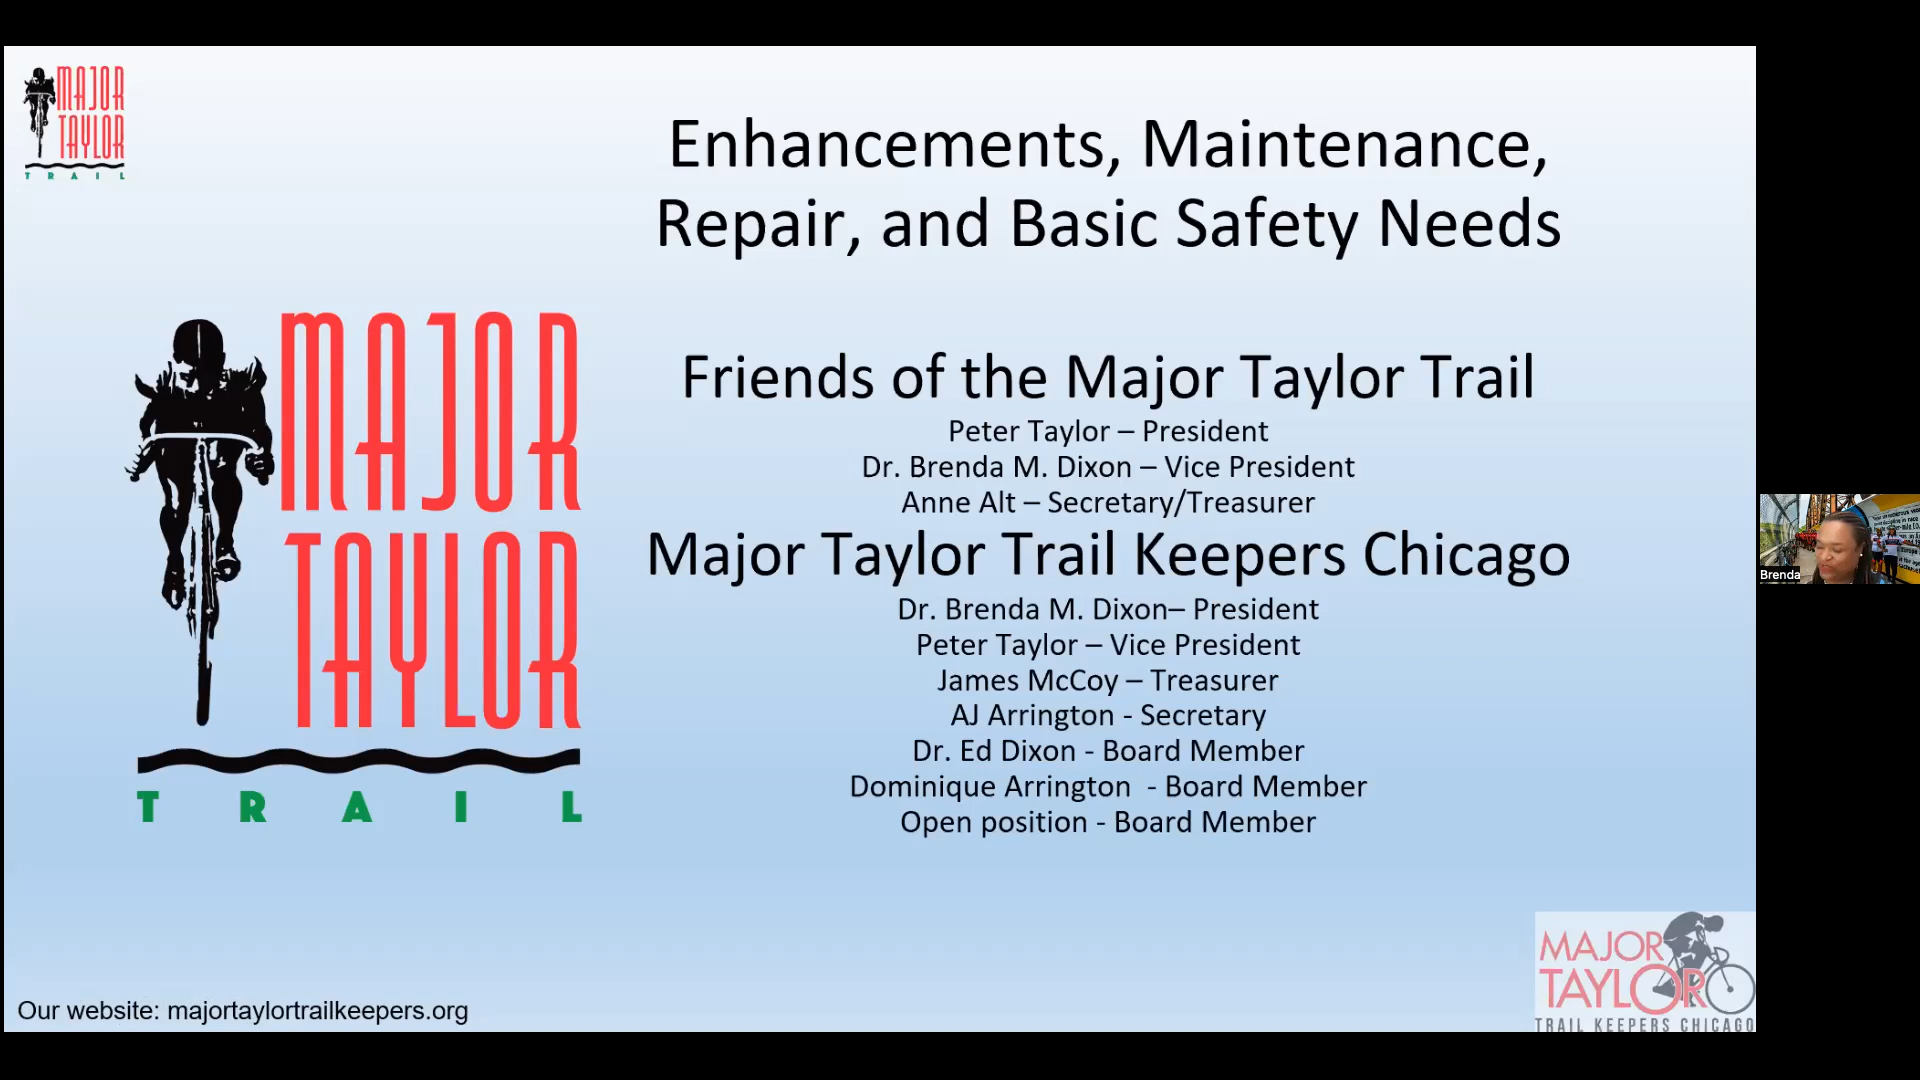 MAJOR
TAYLOR
TRAIL
Enhancements, Maintenance,
Repair, and Basic Safety Needs
MAJOR
TAYLOR
TRAIL
Friends of the Major Taylor Trail
Peter Taylor – President
Dr. Brenda M. Dixon – Vice President
Anne Alt – Secretary/Treasurer
Major Taylor Trail Keepers Chicago
Dr. Brenda M. Dixon– President
Peter Taylor – Vice President
James McCoy – Treasurer
AJ Arrington - Secretary
Dr. Ed Dixon - Board Member
Dominique Arrington - Board Member
Open position - Board Member
Our website: majortaylortrailkeepers.org
MAJOR
TAYLOR
TRAIL KEEPERS CHICAGO
Brenda